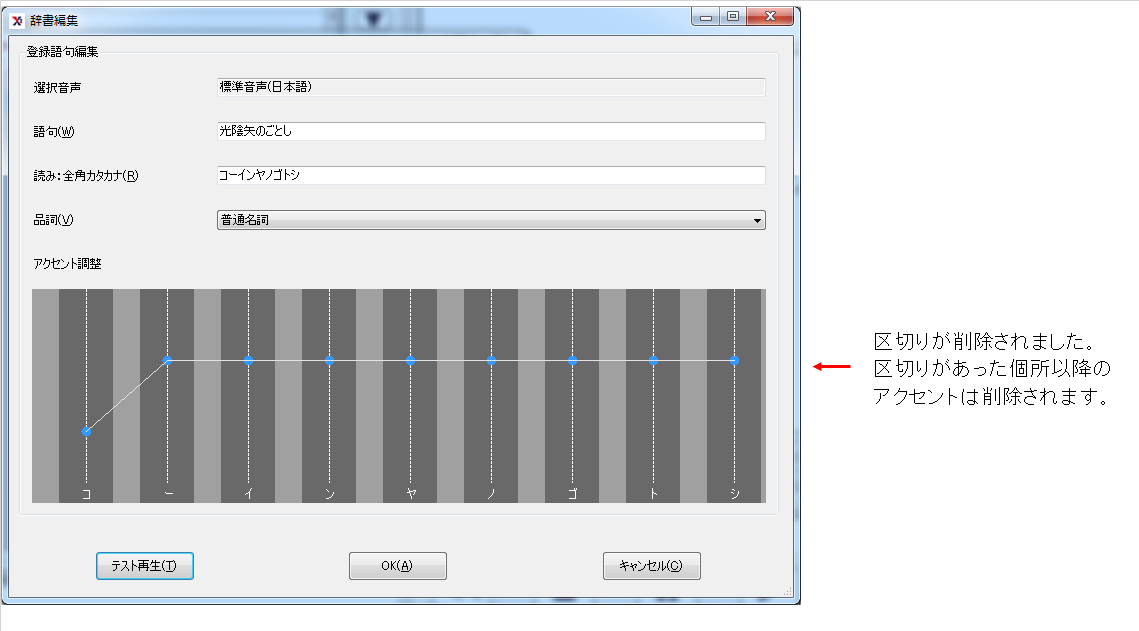 辞書編集
登録語句編集
選択音声
標準音声(日本語)
語句(W)
光陰矢のごとし
読み:全角カタカナ(R)
コーインヤノゴトシ
品詞(V)
普通名詞
アクセント調整
区切りが削除されました。
区切りがあった個所以降の
アクセントは削除されます。
コ ー イ ン ヤ ノ ゴ ト シ
テスト再生(T) OK(A) キャンセル(C)